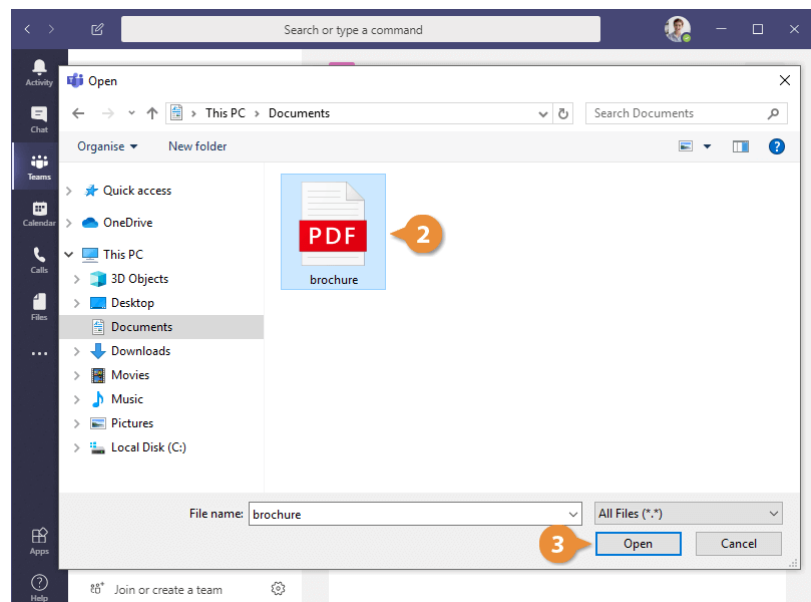 Search or type a command
Activity
Chat
Teams
Calendar
Calls
Files
Apps
Help
Open
This PC > Documents
Search Documents
Organise
New folder
Quick access
OneDrive
This PC
3D Objects
Desktop
Documents
Downloads
Movies
Music
Pictures
Local Disk (C:)
PDF
2
brochure
File name: brochure
All Files (*.*)
3
Open
Cancel
Join or create a team